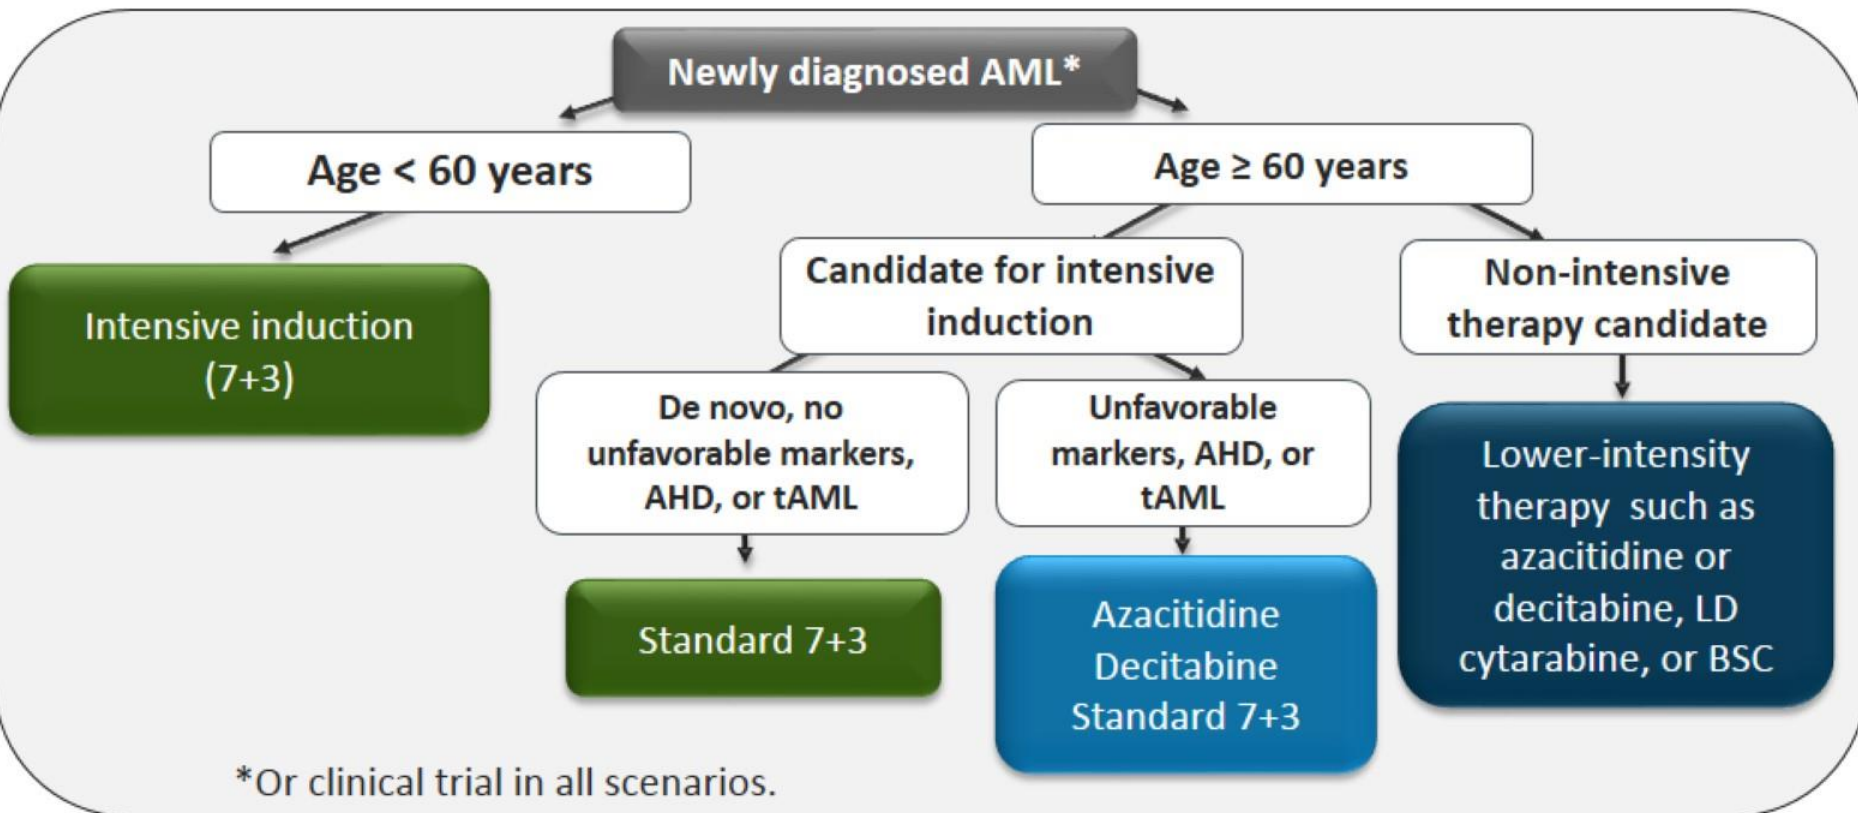 Newly diagnosed AML*
Age < 60 years
Age ≥ 60 years
Intensive induction
(7+3)
Candidate for intensive
induction
Non-intensive
therapy candidate
De novo, no
unfavorable markers,
AHD, or tAML
Unfavorable
markers, AHD, or
tAML
Standard 7+3
Azacitidine
Decitabine
Standard 7+3
Lower-intensity
therapy such as
azacitidine or
decitabine, LD
cytarabine, or BSC
*Or clinical trial in all scenarios.